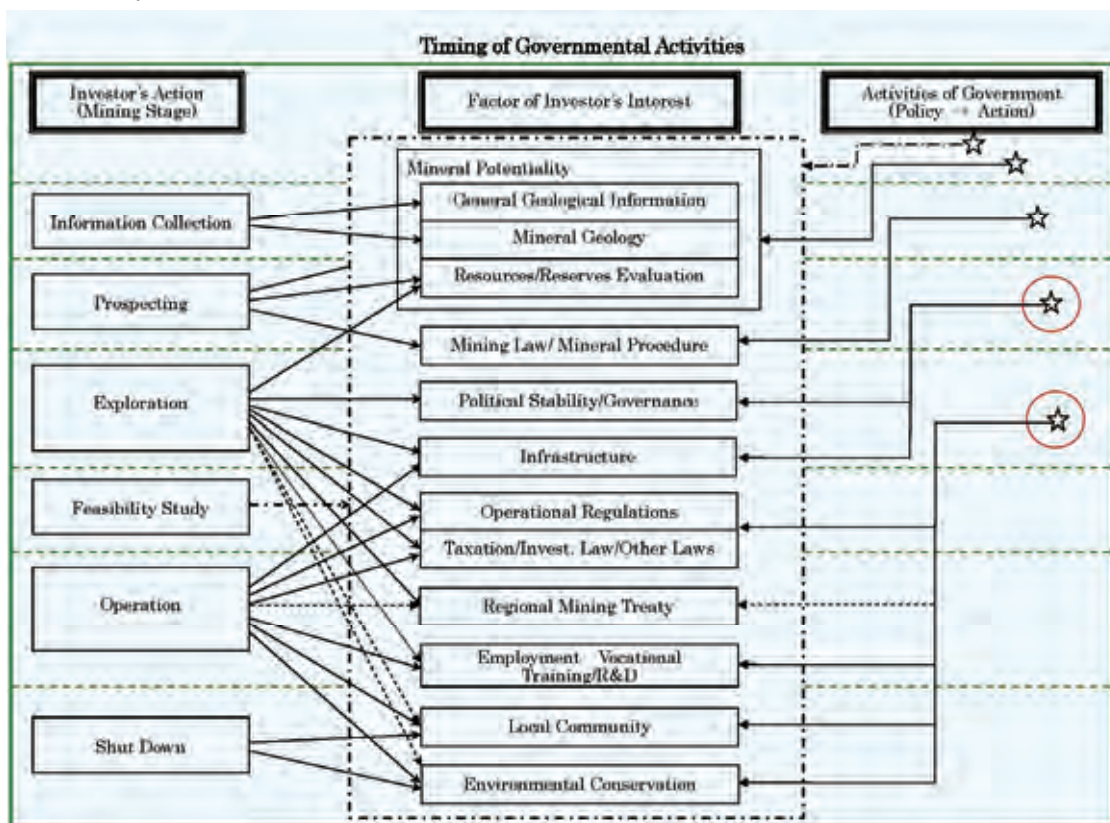 Timing of Governmental Activities
Investor's Action
(Mining Stage)
Factor of Investor's Interest
Activities of Government
(Policy → Action)
Mineral Potentiality
General Geological Information
Mineral Geology
Resources/Reserves Evaluation
Mining Law/ Mineral Procedure
Political Stability/Governance
Infrastructure
Operational Regulations
Taxation/Invest. Law/Other Laws
Regional Mining Treaty
Employment Vocational
Training/R&D
Local Community
Environmental Conservation
Information Collection
Prospecting
Exploration
Feasibility Study
Operation
Shut Down